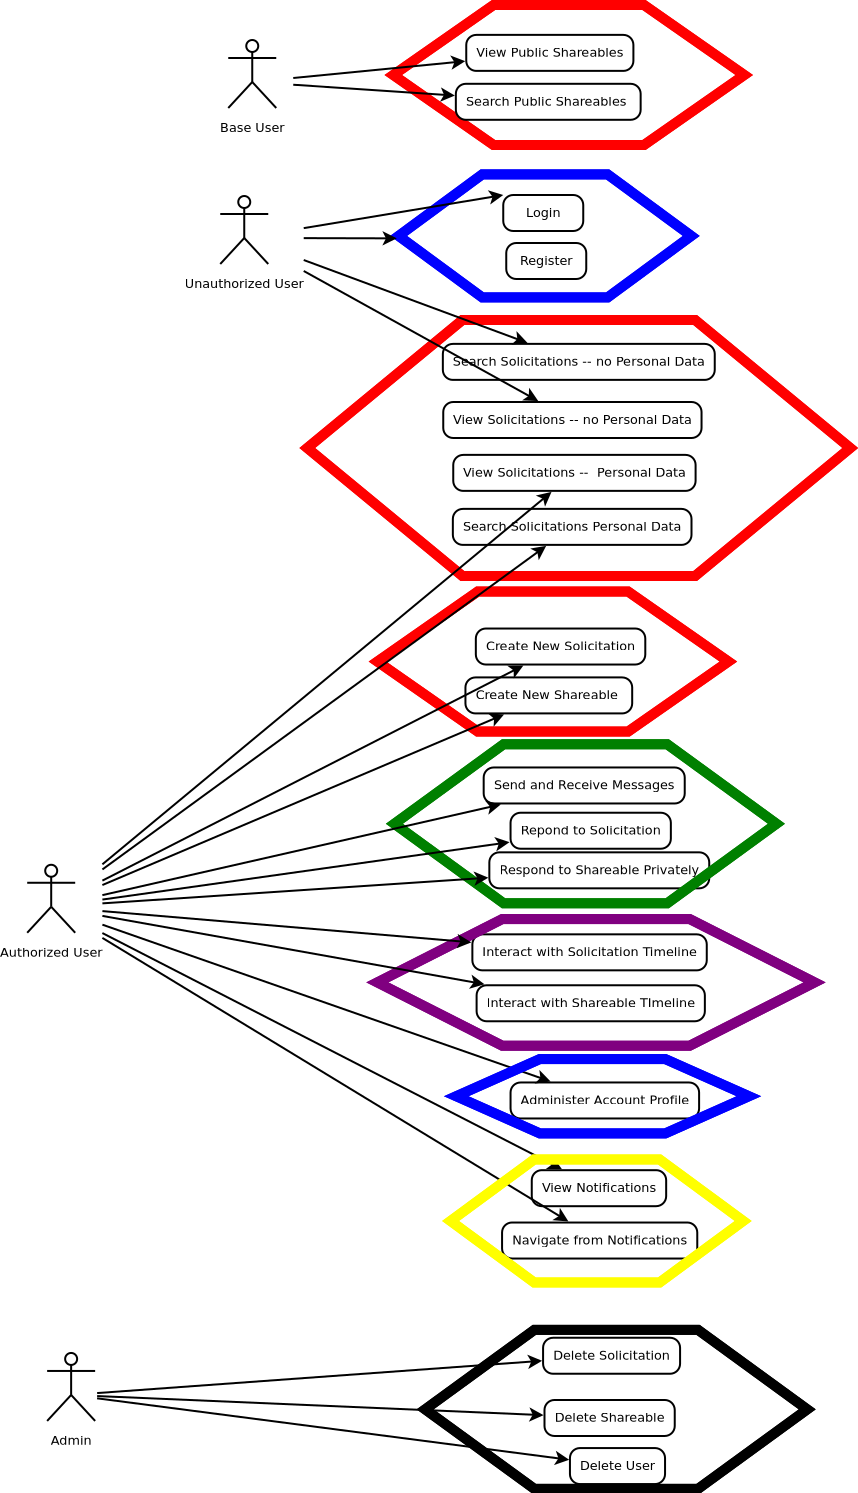 View Public Shareables
Search Public Shareables
Base User
Login
Register
Unauthorized User
Search Solicitations -- no Personal Data
View Solicitations -- no Personal Data
View Solicitations --  Personal Data
Search Solicitations Personal Data
Create New Solicitation
Create New Shareable
Send and Receive Messages
Repond to Solicitation
Respond to Shareable Privately
Authorized User
Interact with Solicitation Timeline
Interact with Shareable TImeline
Administer Account Profile
View Notifications
Navigate from Notifications
Delete Solicitation
Delete Shareable
Delete User
Admin